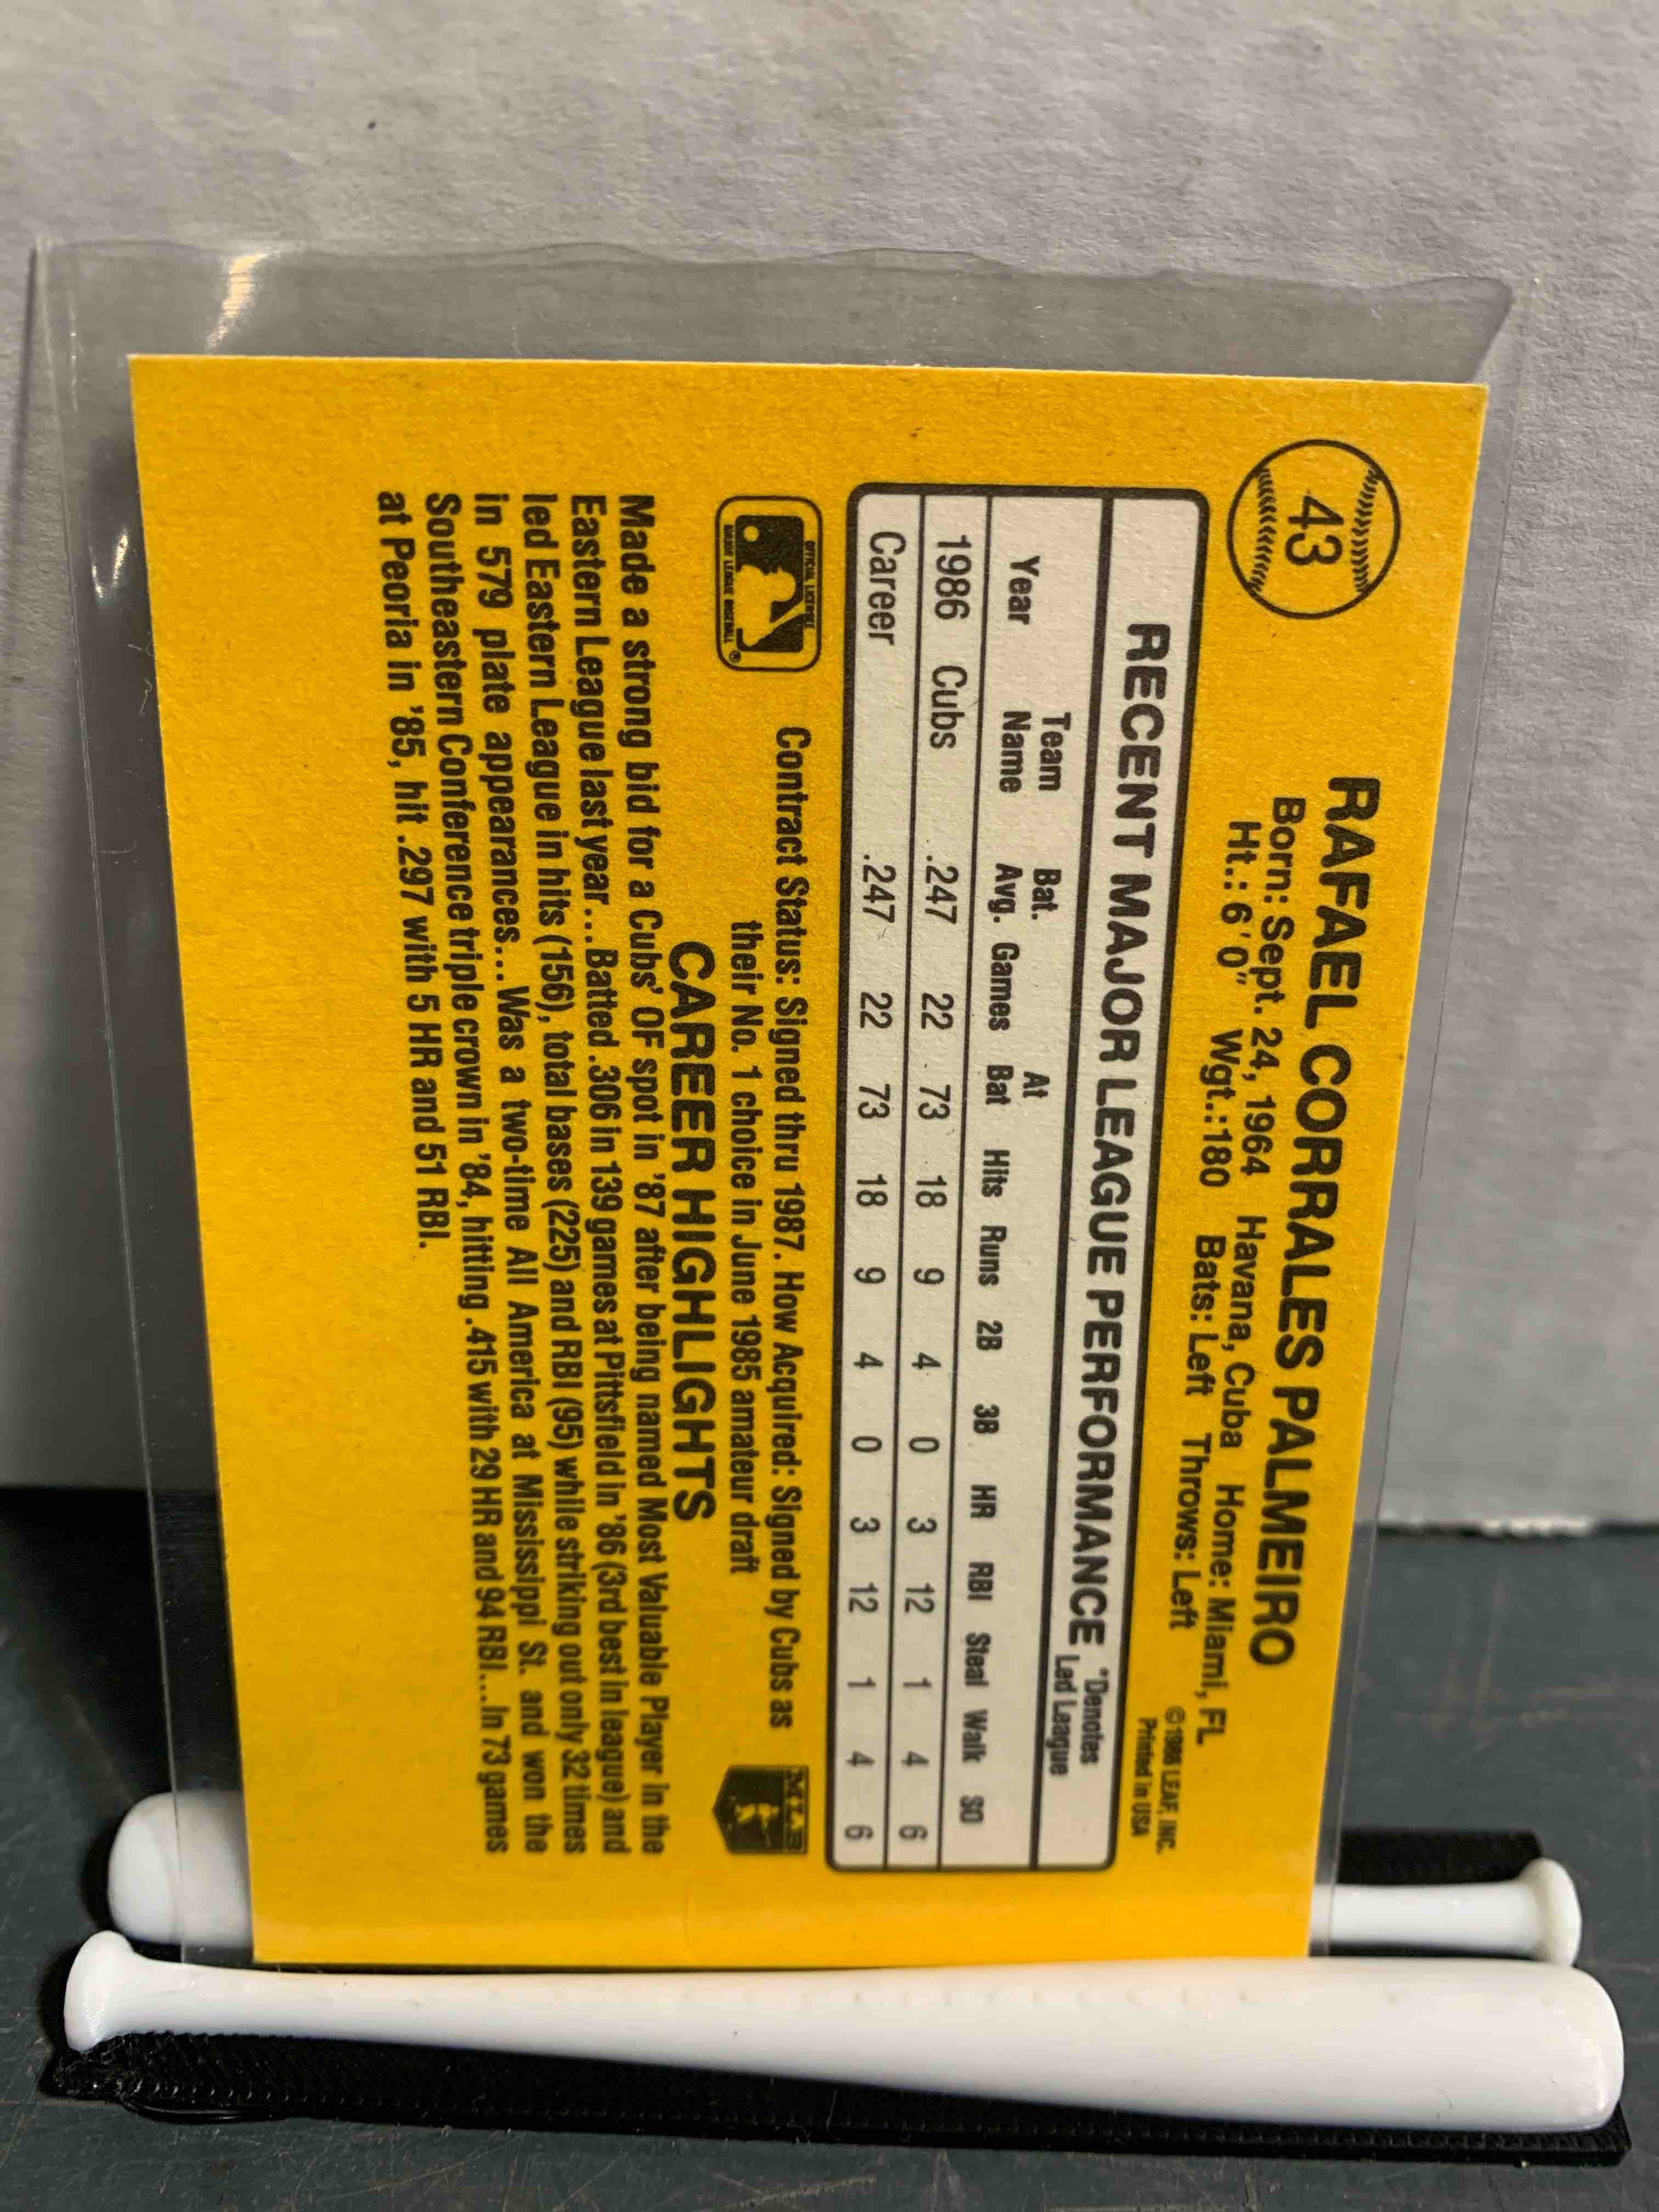 43
RAFAEL CORRALES PALMEIRO
Born: Sept. 24, 1964 Havana, Cuba Home: Miami, FL
Ht.: 6'0" Wgt.: 180 Bats: Left Throws: Left
©1986 LEAF, INC.
Printed in USA
RECENT MAJOR LEAGUE PERFORMANCE *Denotes Led League
Year Team Name Bat. Avg. Games At Bat Hits Runs 2B 3B HR RBI Steal Walk SO
1986 Cubs .247 22 73 18 9 4 0 3 12 1 4 6
Career .247 22 73 18 9 4 0 3 12 1 4 6
OFFICIAL LICENSEE
MAJOR LEAGUE BASEBALL ®
Contract Status: Signed thru 1987. How Acquired: Signed by Cubs as
their No. 1 choice in June 1985 amateur draft
MLB
CAREER HIGHLIGHTS
Made a strong bid for a Cubs' OF spot in '87 after being named Most Valuable Player in the
Eastern League last year...Batted .306 in 139 games at Pittsfield in '86 (3rd best in league) and
led Eastern League in hits (156), total bases (225) and RBI (95) while striking out only 32 times
in 579 plate appearances...Was a two-time All America at Mississippi St. and won the
Southeastern Conference triple crown in '84, hitting .415 with 29 HR and 94 RBI...In 73 games
at Peoria in '85, hit .297 with 5 HR and 51 RBI.